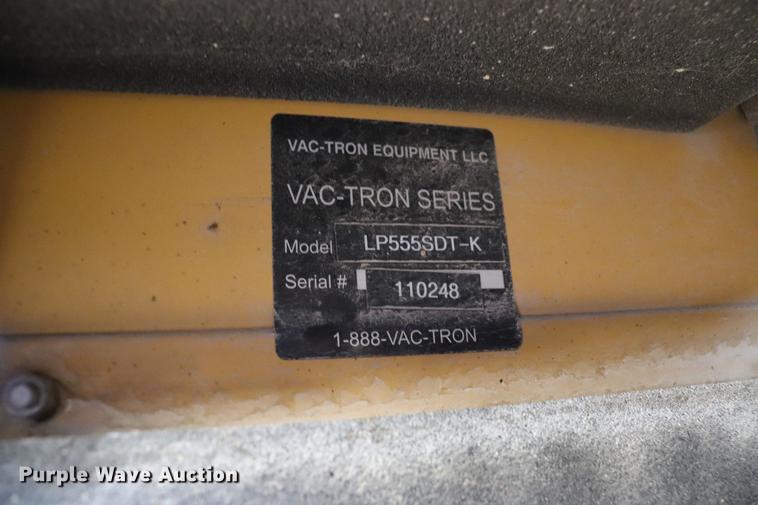 VAC-TRON EQUIPMENT LLC
VAC-TRON SERIES
Model LP555SDT-K
Serial # 110248
1-888-VAC-TRON
Purple Wave Auction